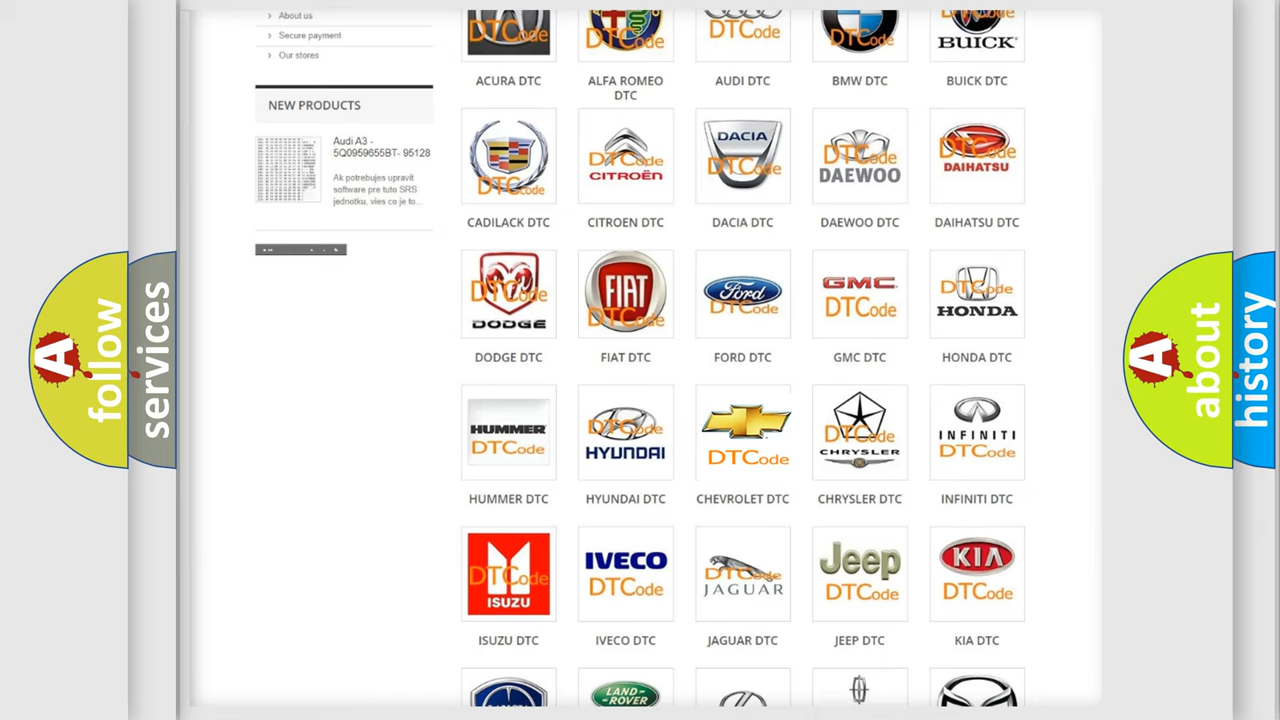 About us
Secure payment
Our stores
NEW PRODUCTS
Audi A3 -
5Q0959655BT- 95128
Ak potrebujes upravit
software pre tuto SRS
jednotku, vies co je to...
DTCode
DTCode
DTCode
DTCode
BUICK
ACURA DTC
ALFA ROMEO
DTC
AUDI DTC
BMW DTC
BUICK DTC
DTCode
DTCode
CITROËN
DACIA
DTCode
DTCode
DAEWOO
DTCode
DAIHATSU
CADILACK DTC
CITROEN DTC
DACIA DTC
DAEWOO DTC
DAIHATSU DTC
DTCode
DODGE
FIAT
DTCode
Ford
DTCode
GMC
DTCode
DTCode
HONDA
DODGE DTC
FIAT DTC
FORD DTC
GMC DTC
HONDA DTC
HUMMER
DTCode
DTCode
HYUNDAI
DTCode
DTCode
CHRYSLER
INFINITI
DTCode
HUMMER DTC
HYUNDAI DTC
CHEVROLET DTC
CHRYSLER DTC
INFINITI DTC
DTCode
ISUZU
IVECO
DTCode
DTCode
JAGUAR
Jeep
DTCode
KIA
DTCode
ISUZU DTC
IVECO DTC
JAGUAR DTC
JEEP DTC
KIA DTC
LAND-
ROVER
A
follow
services
A
about
history